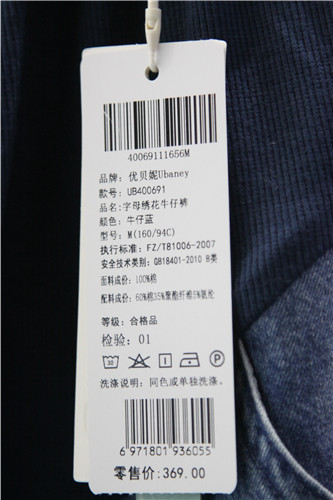 40069111656M
品牌：优贝妮Ubaney
款号：UB400691
品名：字母绣花牛仔裤
颜色：牛仔蓝
型号：M(160/94C)
执行标准：FZ/T81006-2007
安全技术类别：GB18401-2010 B类
面料成份：100%棉
配料成份：60%棉35%聚酯纤维5%氨纶
等级：合格品
检验：01
30
洗涤说明：同色或单独洗涤。
6 971801 936055
零售价:369.00